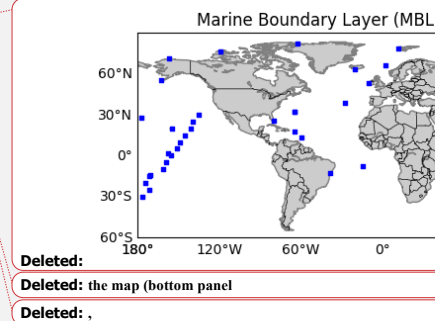 Marine Boundary Layer (MBL
60°N
30°N
0°
30°S
60°S
180° 120°W 60°W 0°
Deleted:
Deleted: the map (bottom panel
Deleted: ,